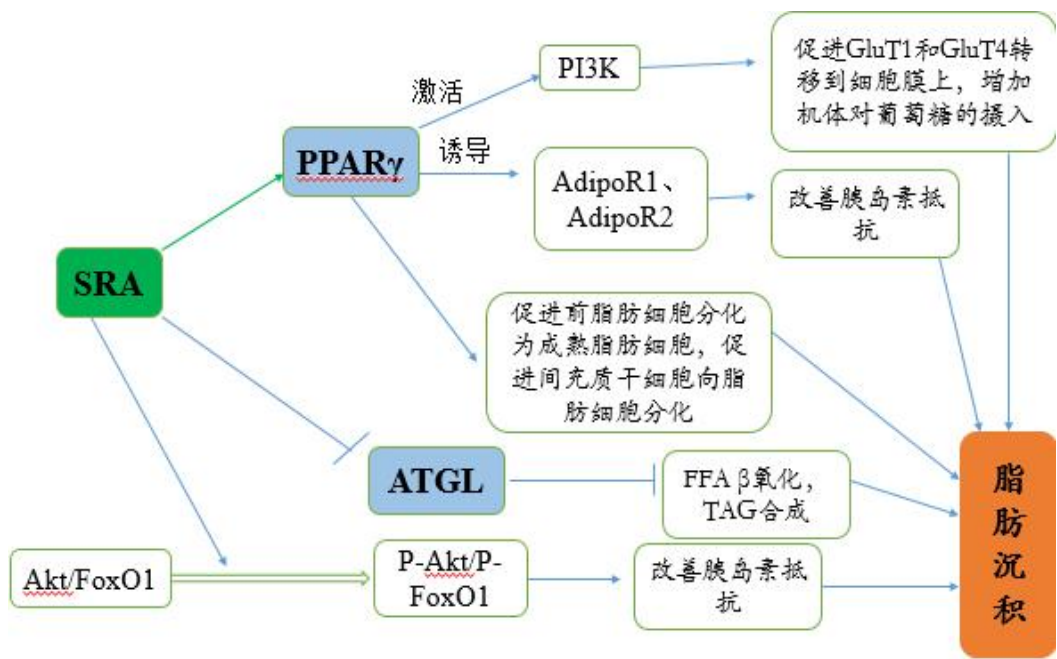 PI3K
促进GluT1和GluT4转
移到细胞膜上，增加
机体对葡萄糖的摄入
激活
PPARγ
诱导
AdipoR1、
AdipoR2
改善胰岛素抵
抗
SRA
促进前脂肪细胞分化
为成熟脂肪细胞，促
进间充质干细胞向脂
肪细胞分化
ATGL
FFA β氧化，
TAG合成
脂
肪
沉
积
Akt/FoxO1
P-Akt/P-
FoxO1
改善胰岛素抵
抗